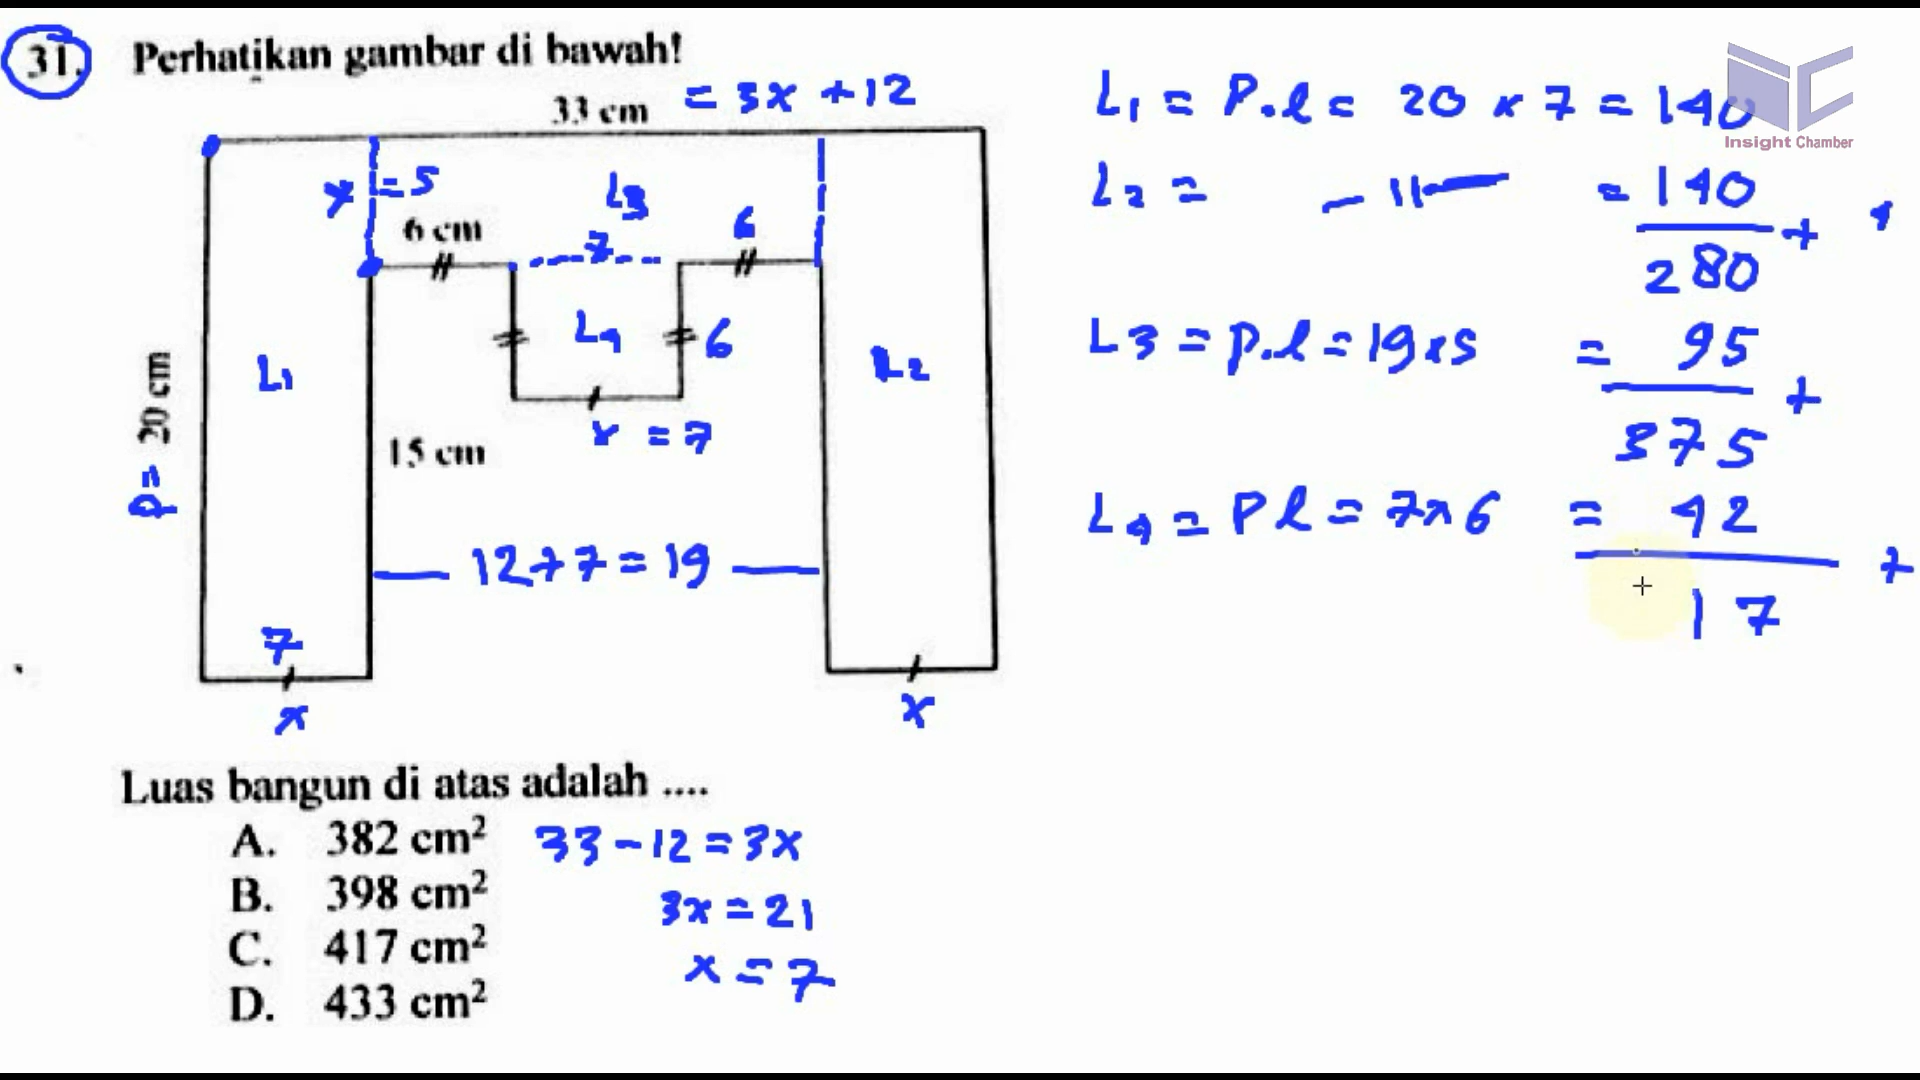 31. Perhatikan gambar di bawah!
33 cm = 3x + 12
= 5
L3
6 cm
7
6
L1
L4
6
L2
20 cm
p =
x = 7
15 cm
12 + 7 = 19
7
x
x
Luas bangun di atas adalah ....
A. 382 cm²
B. 398 cm²
C. 417 cm²
D. 433 cm²
33 - 12 = 3x
3x = 21
x = 7
L1 = P.l = 20 x 7 = 140
L2 = - 11 - = 140 +
280
L3 = p.l = 19 x 5 = 95 +
375
L4 = P l = 7 x 6 = 42 +
17
Insight Chamber